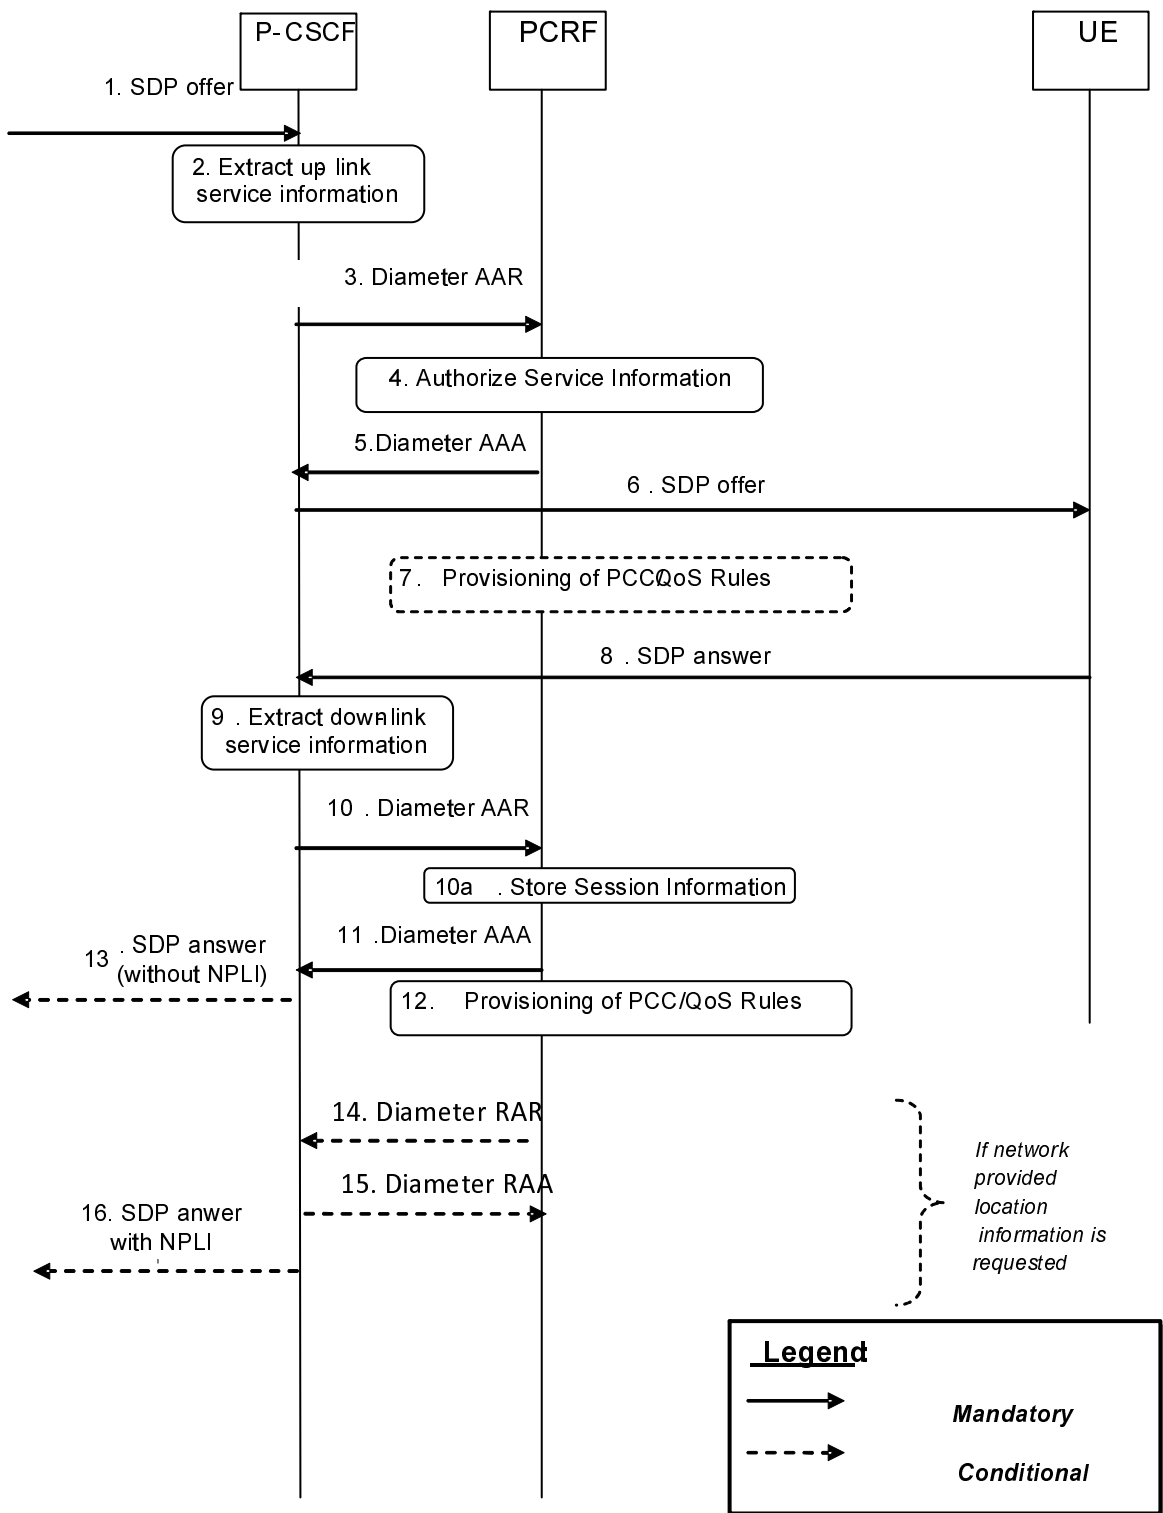 P-CSCF
PCRF
UE
1. SDP offer
2. Extract up-link
service information
3. Diameter AAR
4. Authorize Service Information
5.Diameter AAA
6 . SDP offer
7. Provisioning of PCC/QoS Rules
8 . SDP answer
9 . Extract down-link
service information
10 . Diameter AAR
10a . Store Session Information
11 .Diameter AAA
13 . SDP answer
(without NPLI)
12. Provisioning of PCC/QoS Rules
14. Diameter RAR
15. Diameter RAA
16. SDP anwer
with NPLI
If network
provided
location
information is
requested
Legend:
Mandatory
Conditional